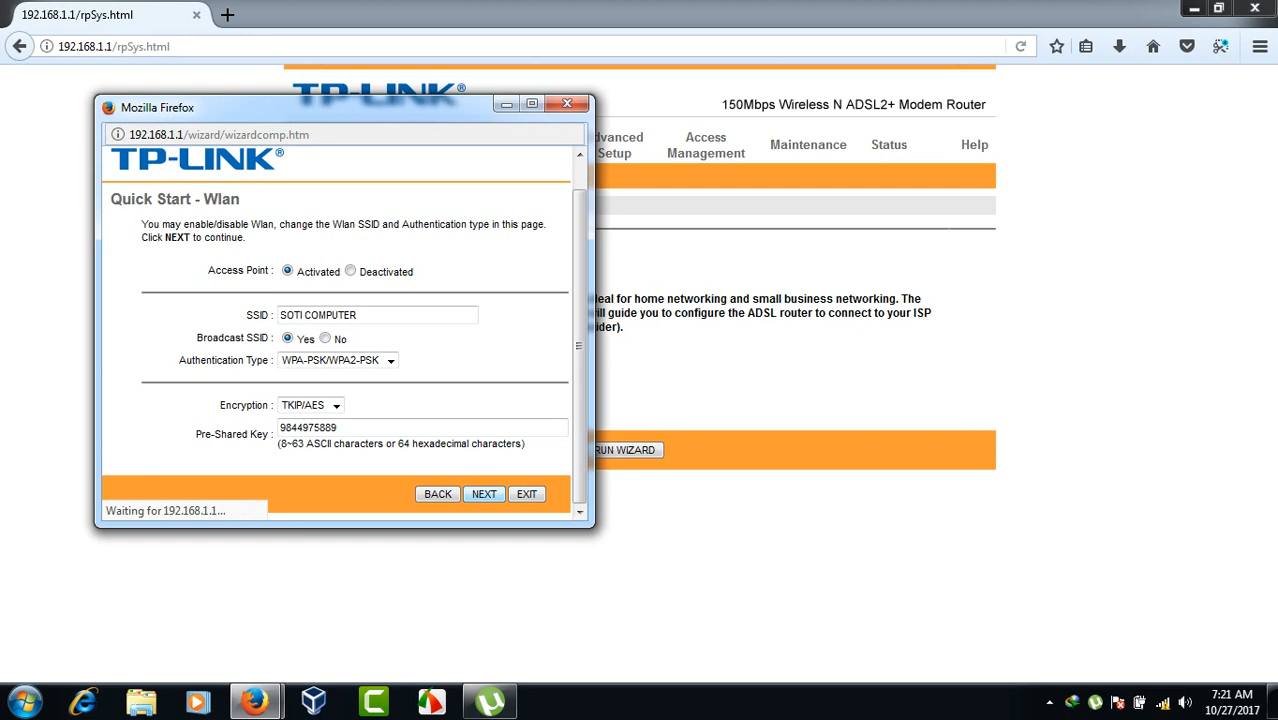 192.168.1.1/rpSys.html
192.168.1.1/rpSys.html
TP-LINK®
150Mbps Wireless N ADSL2+ Modem Router
dvanced Setup
Access Management
Maintenance
Status
Help
deal for home networking and small business networking. The
will guide you to configure the ADSL router to connect to your ISP
ider).
RUN WIZARD
Mozilla Firefox
192.168.1.1/wizard/wizardcomp.htm
TP-LINK®
Quick Start - Wlan
You may enable/disable Wlan, change the Wlan SSID and Authentication type in this page.
Click NEXT to continue.
Access Point : Activated Deactivated
SSID : SOTI COMPUTER
Broadcast SSID : Yes No
Authentication Type : WPA-PSK/WPA2-PSK
Encryption : TKIP/AES
Pre-Shared Key : 9844975889
(8~63 ASCII characters or 64 hexadecimal characters)
BACK NEXT EXIT
Waiting for 192.168.1.1...
7:21 AM
10/27/2017